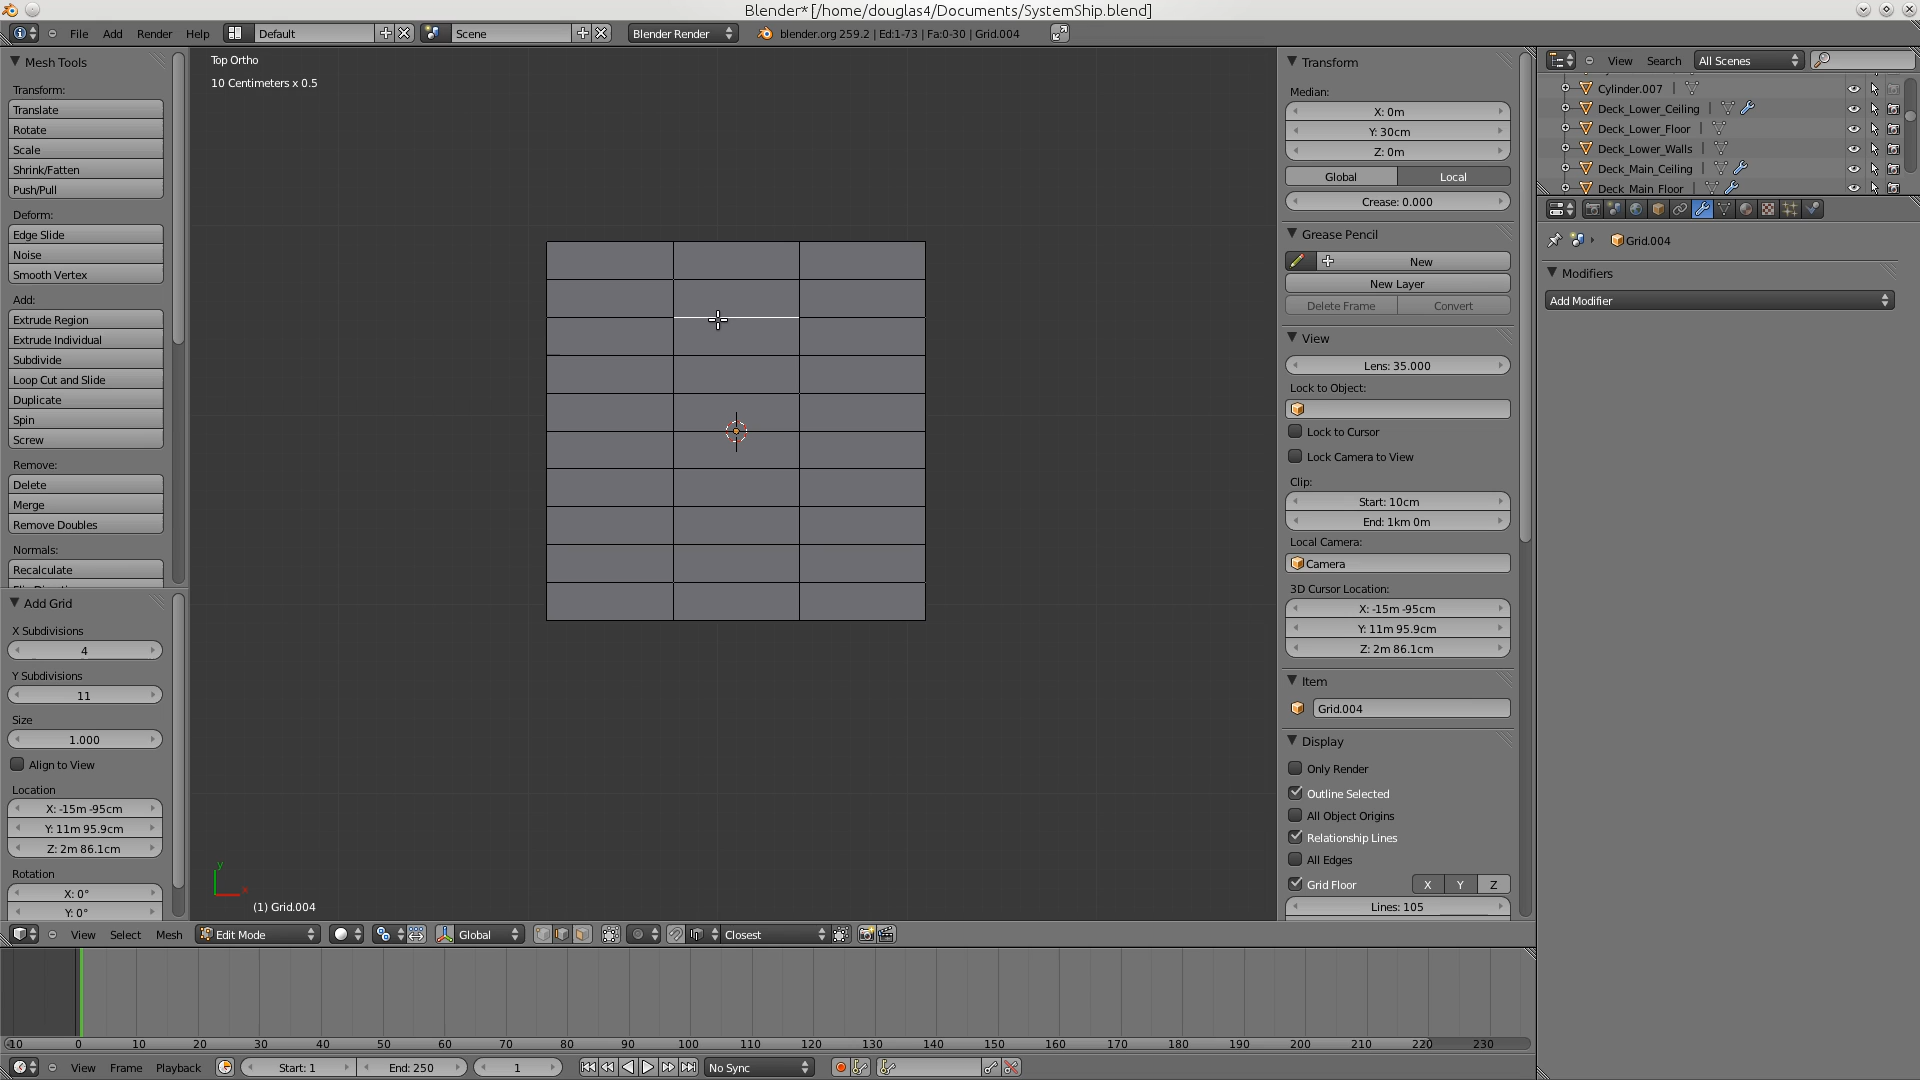 Blender* [/home/douglas4/Documents/SystemShip.blend]
File Add Render Help Default Scene Blender Render blender.org 259.2 | Ed:1-73 | Fa:0-30 | Grid.004
Mesh Tools
Transform:
Translate
Rotate
Scale
Shrink/Fatten
Push/Pull
Deform:
Edge Slide
Noise
Smooth Vertex
Add:
Extrude Region
Extrude Individual
Subdivide
Loop Cut and Slide
Duplicate
Spin
Screw
Remove:
Delete
Merge
Remove Doubles
Normals:
Recalculate
Add Grid
X Subdivisions
4
Y Subdivisions
11
Size
1.000
Align to View
Location
X: -15m -95cm
Y: 11m 95.9cm
Z: 2m 86.1cm
Rotation
X: 0°
Y: 0°
Top Ortho
10 Centimeters x 0.5
y
x
(1) Grid.004
Transform
Median:
X: 0m
Y: 30cm
Z: 0m
Global Local
Crease: 0.000
Grease Pencil
New
New Layer
Delete Frame Convert
View
Lens: 35.000
Lock to Object:
Lock to Cursor
Lock Camera to View
Clip:
Start: 10cm
End: 1km 0m
Local Camera:
Camera
3D Cursor Location:
X: -15m -95cm
Y: 11m 95.9cm
Z: 2m 86.1cm
Item
Grid.004
Display
Only Render
Outline Selected
All Object Origins
Relationship Lines
All Edges
Grid Floor X Y Z
Lines: 105
View Search All Scenes
Cylinder.007
Deck_Lower_Ceiling
Deck_Lower_Floor
Deck_Lower_Walls
Deck_Main_Ceiling
Deck_Main_Floor
Grid.004
Modifiers
Add Modifier
View Select Mesh Edit Mode Global Closest
-10 0 10 20 30 40 50 60 70 80 90 100 110 120 130 140 150 160 170 180 190 200 210 220 230
View Frame Playback Start: 1 End: 250 1 No Sync